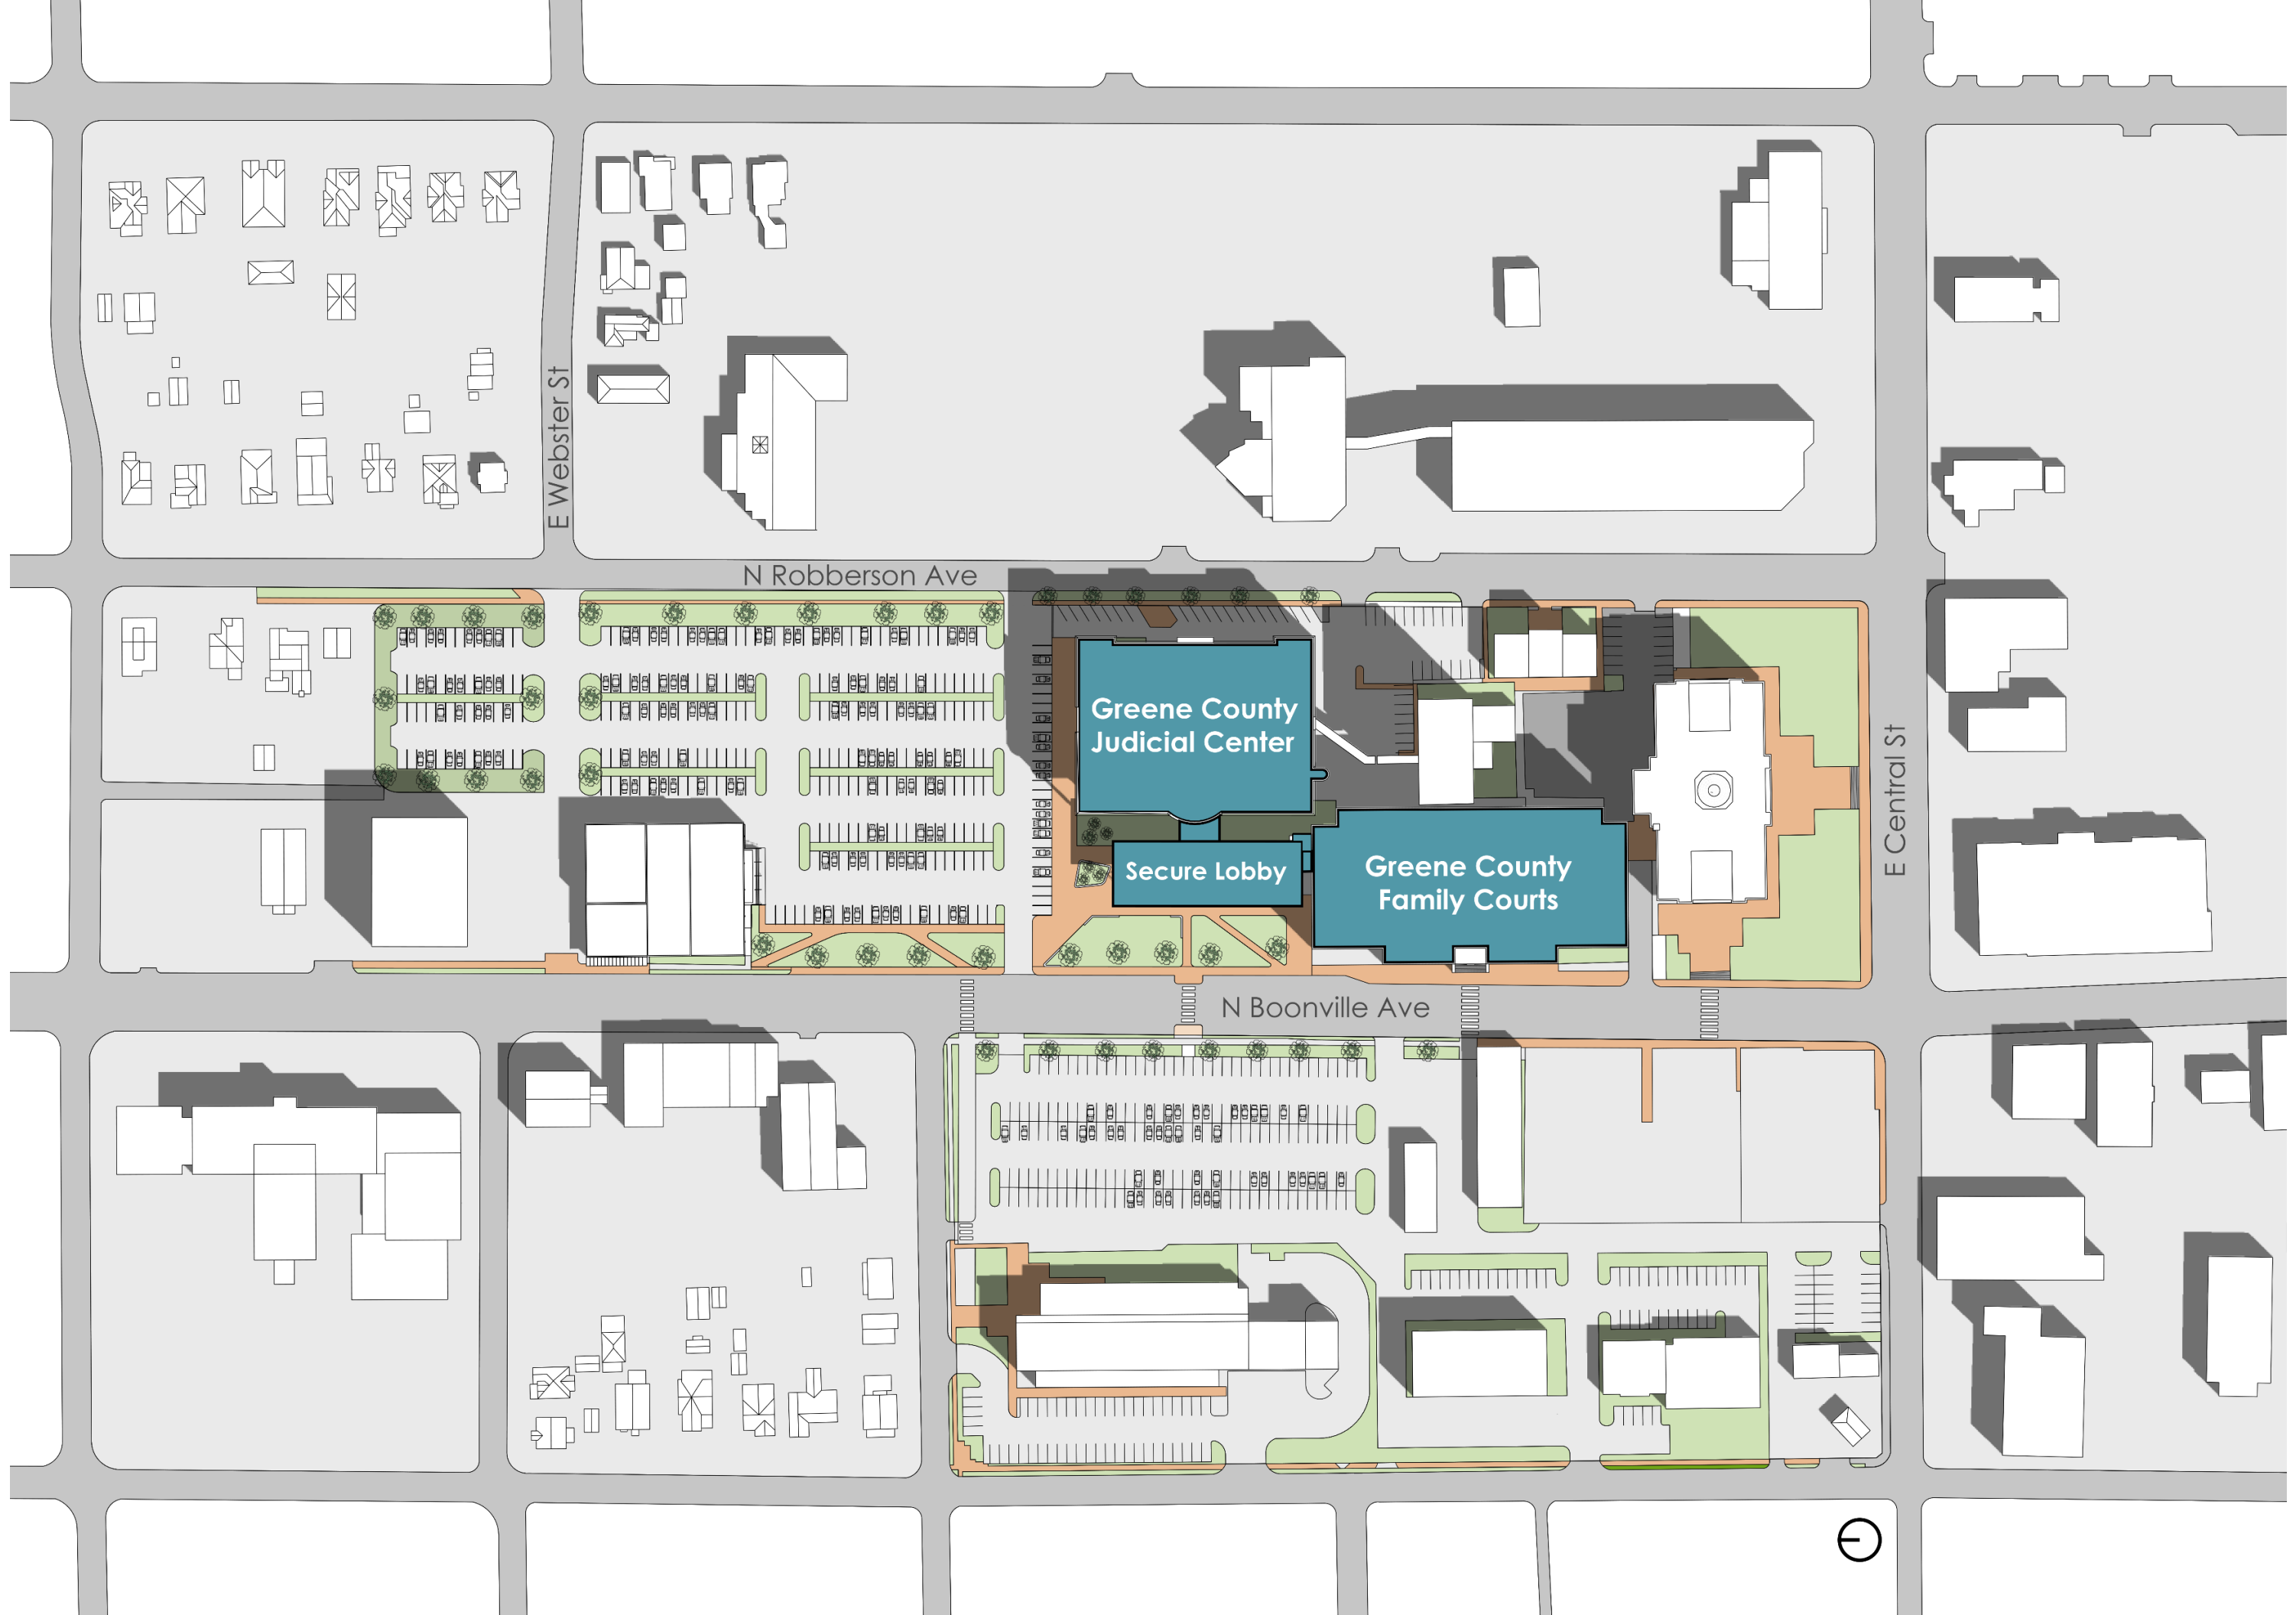 E Webster St
N Robberson Ave
Greene County
Judicial Center
Secure Lobby
Greene County
Family Courts
E Central St
N Boonville Ave